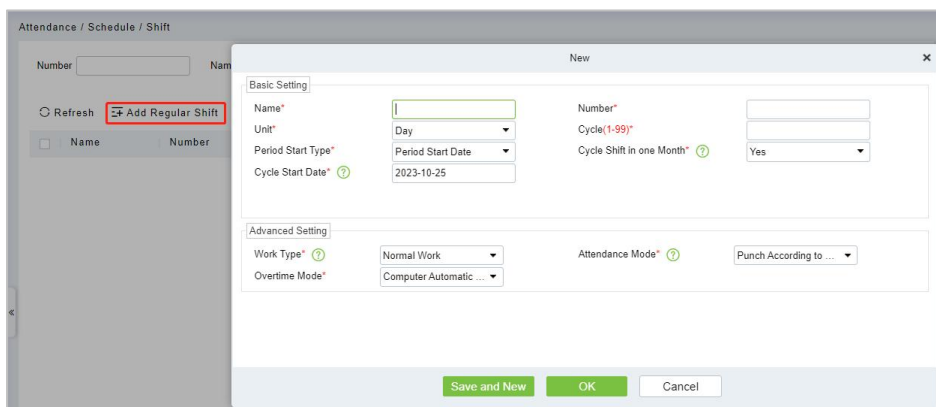 Attendance / Schedule / Shift
Number Nam
Refresh Add Regular Shift
Name Number
New ×
Basic Setting
Name* Number*
Unit* Day Cycle(1-99)*
Period Start Type* Period Start Date Cycle Shift in one Month* ? Yes
Cycle Start Date* ? 2023-10-25
Advanced Setting
Work Type* ? Normal Work Attendance Mode* ? Punch According to ...
Overtime Mode* Computer Automatic ...
«
Save and New OK Cancel